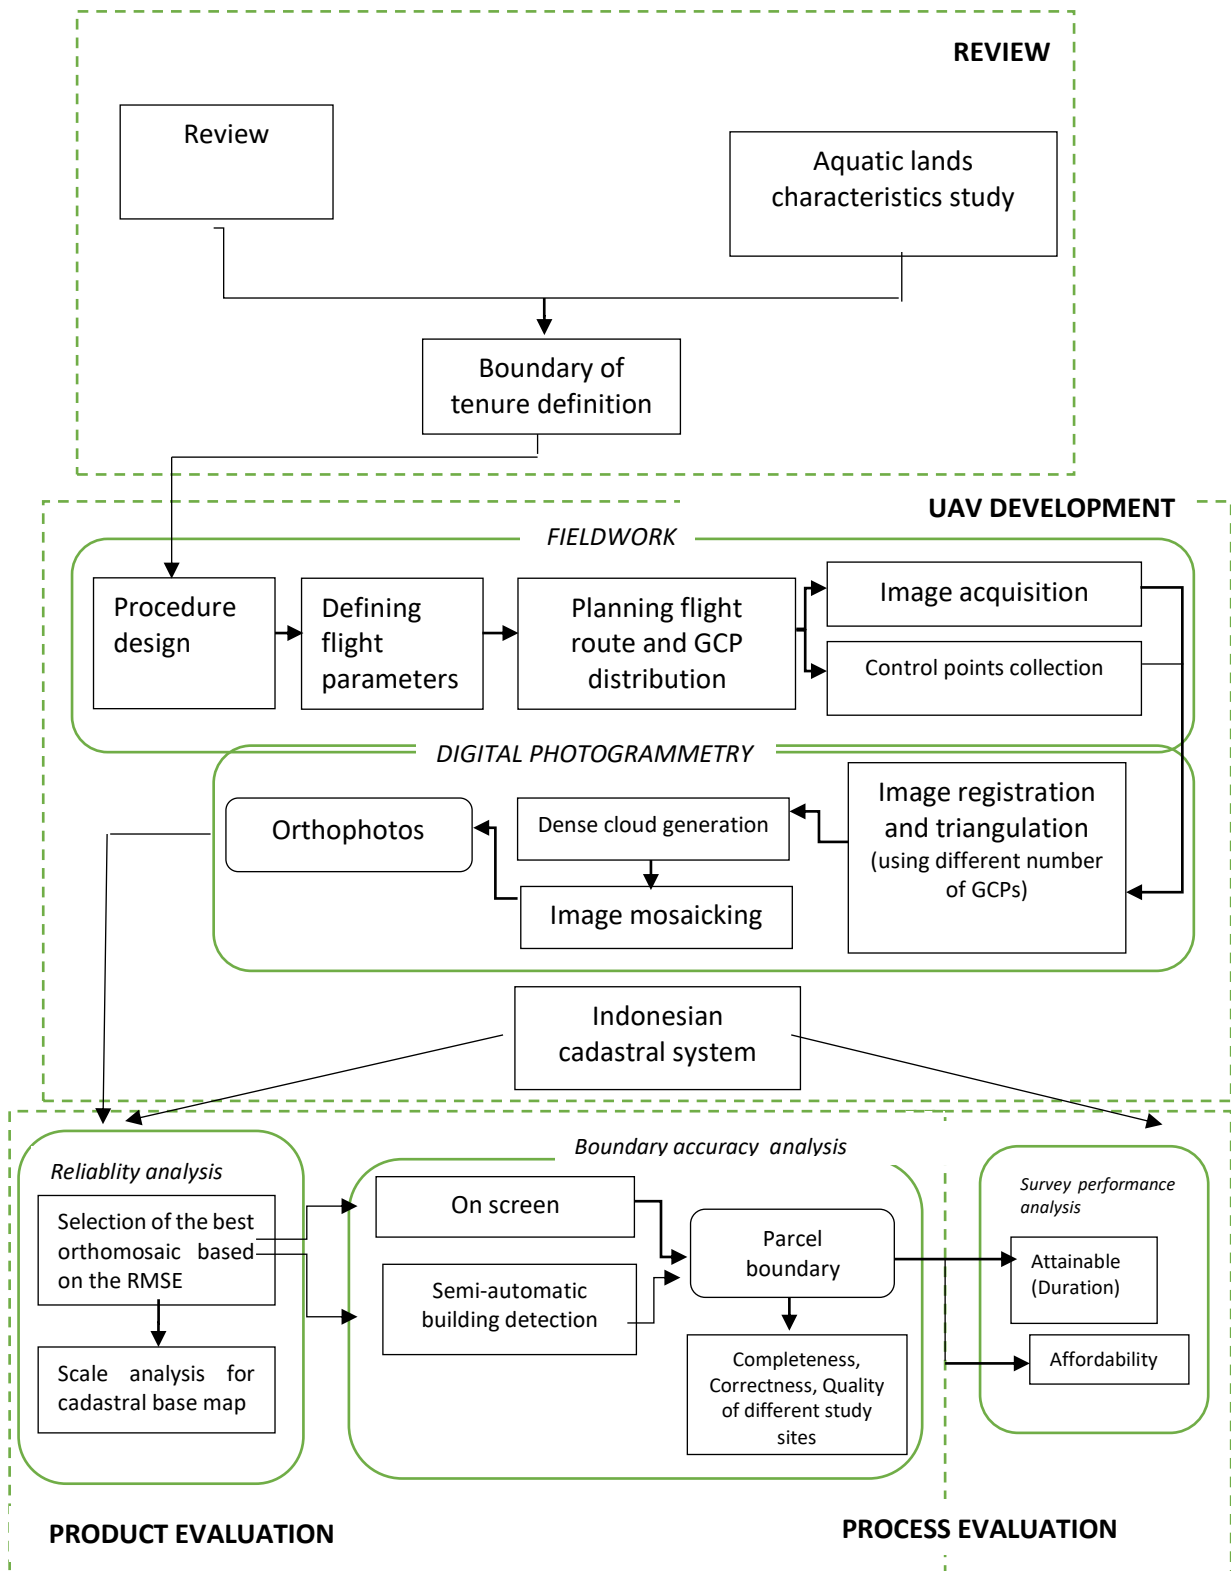 REVIEW
Review
Aquatic lands
characteristics study
Boundary of
tenure definition
UAV DEVELOPMENT
FIELDWORK
Procedure
design
Defining
flight
parameters
Planning flight
route and GCP
distribution
Image acquisition
Control points collection
DIGITAL PHOTOGRAMMETRY
Orthophotos
Dense cloud generation
Image mosaicking
Image registration
and triangulation
(using different number
of GCPs)
Indonesian
cadastral system
Reliablity analysis
Selection of the best
orthomosaic based
on the RMSE
Scale analysis for
cadastral base map
Boundary accuracy analysis
On screen
Semi-automatic
building detection
Parcel
boundary
Completeness,
Correctness, Quality
of different study
sites
Survey performance
analysis
Attainable
(Duration)
Affordability
PRODUCT EVALUATION
PROCESS EVALUATION